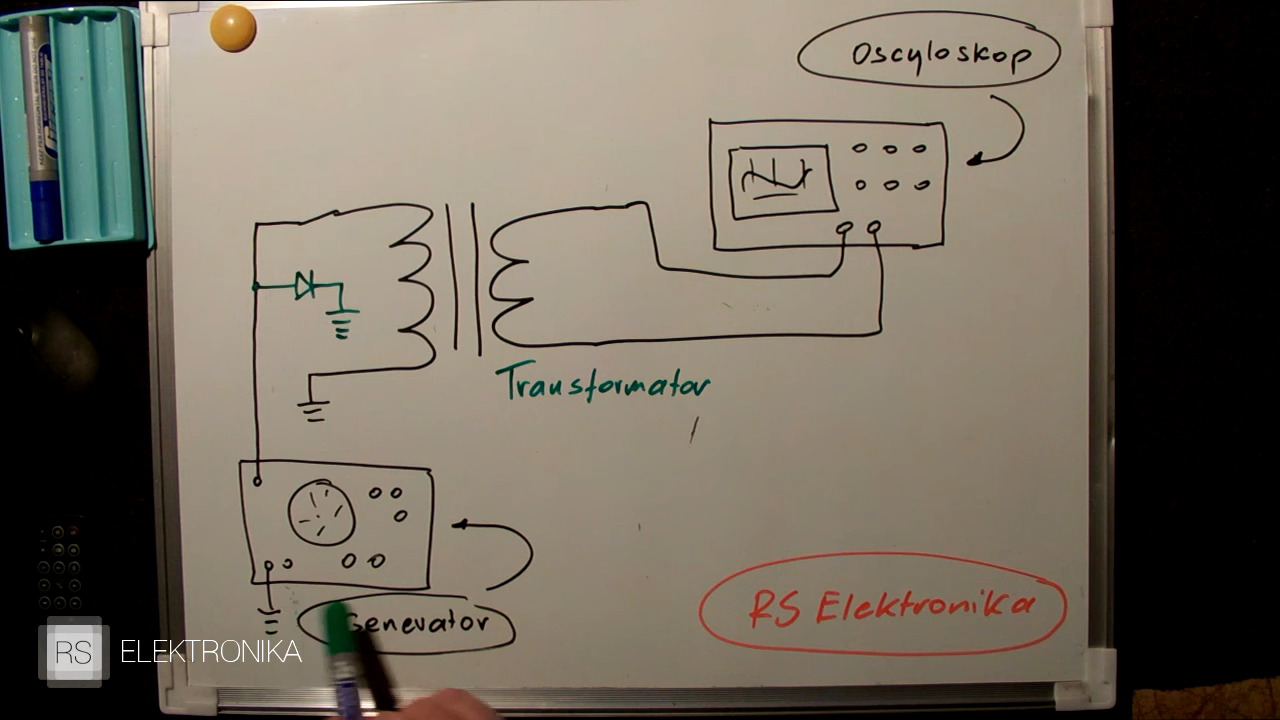 Oscyloskop
Transformator
Generator
RS Elektronika
RS ELEKTRONIKA